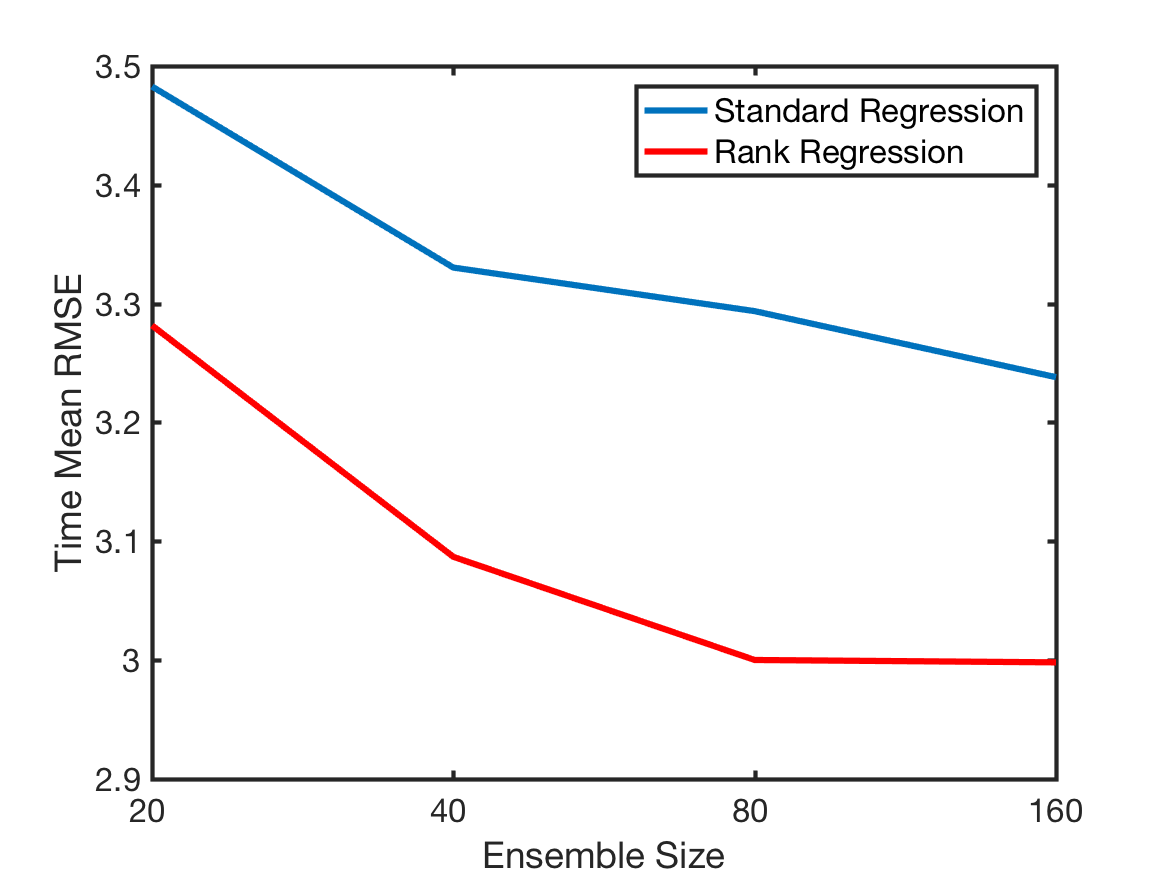 3.5
3.4
3.3
3.2
3.1
3
2.9
Time Mean RMSE
Standard Regression
Rank Regression
20 40 80 160
Ensemble Size